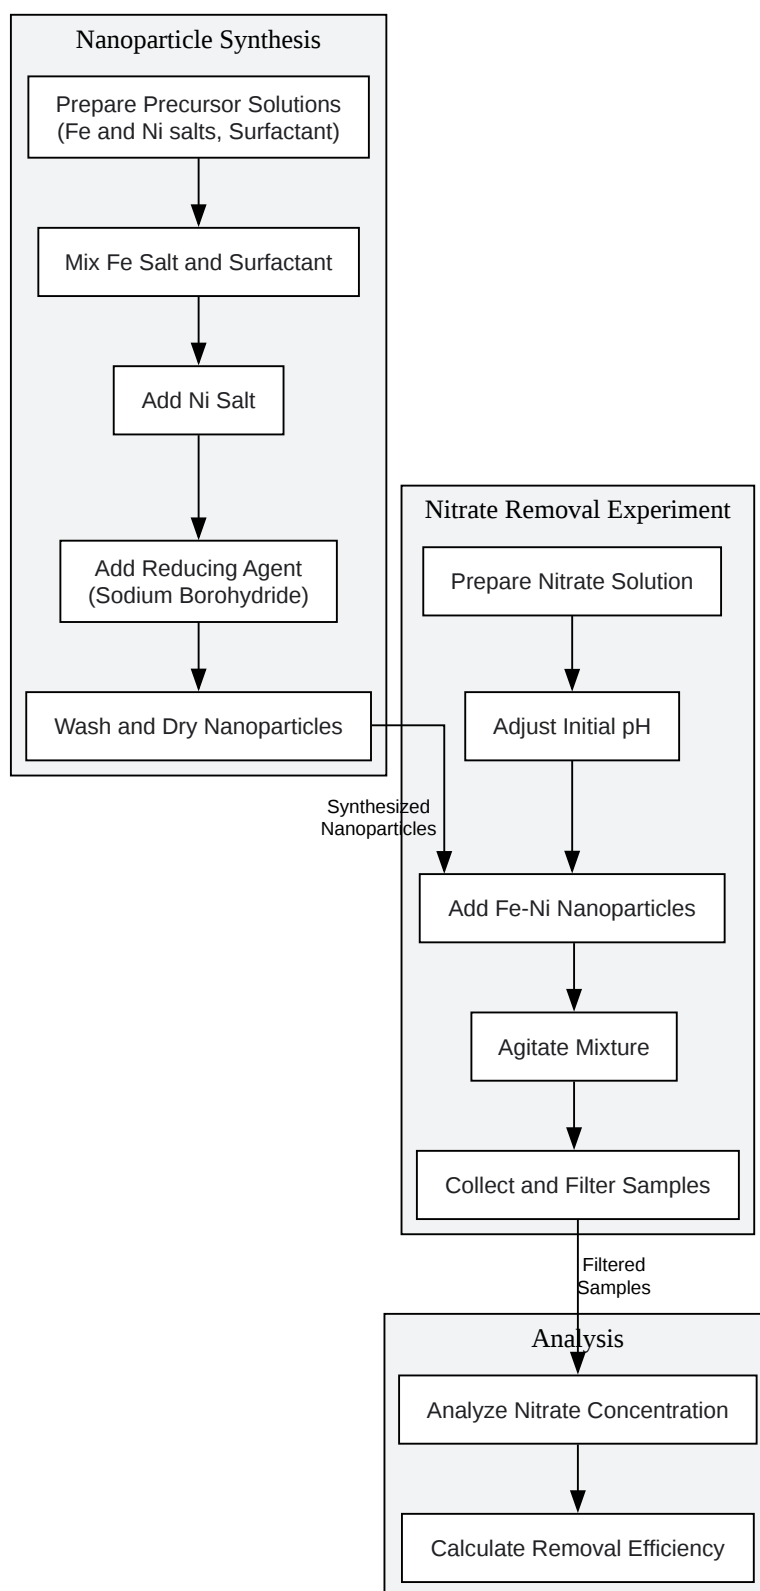 Nanoparticle Synthesis
Prepare Precursor Solutions
(Fe and Ni salts, Surfactant)
Mix Fe Salt and Surfactant
Add Ni Salt
Add Reducing Agent
(Sodium Borohydride)
Wash and Dry Nanoparticles
Synthesized
Nanoparticles
Nitrate Removal Experiment
Prepare Nitrate Solution
Adjust Initial pH
Add Fe-Ni Nanoparticles
Agitate Mixture
Collect and Filter Samples
Filtered
Samples
Analysis
Analyze Nitrate Concentration
Calculate Removal Efficiency